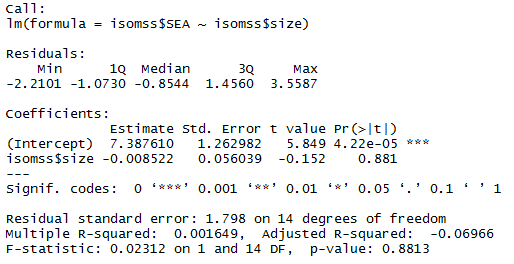 Call:
lm(formula = isomss$SEA ~ isomss$size)
Residuals:
Min 1Q Median 3Q Max
-2.2101 -1.0730 -0.8544 1.4560 3.5587
Coefficients:
Estimate Std. Error t value Pr(>|t|)
(Intercept) 7.387610 1.262982 5.849 4.22e-05 ***
isomss$size -0.008522 0.056039 -0.152 0.881
---
Signif. codes: 0 ‘***’ 0.001 ‘**’ 0.01 ‘*’ 0.05 ‘.’ 0.1 ‘ ’ 1
Residual standard error: 1.798 on 14 degrees of freedom
Multiple R-squared: 0.001649, Adjusted R-squared: -0.06966
F-statistic: 0.02312 on 1 and 14 DF, p-value: 0.8813